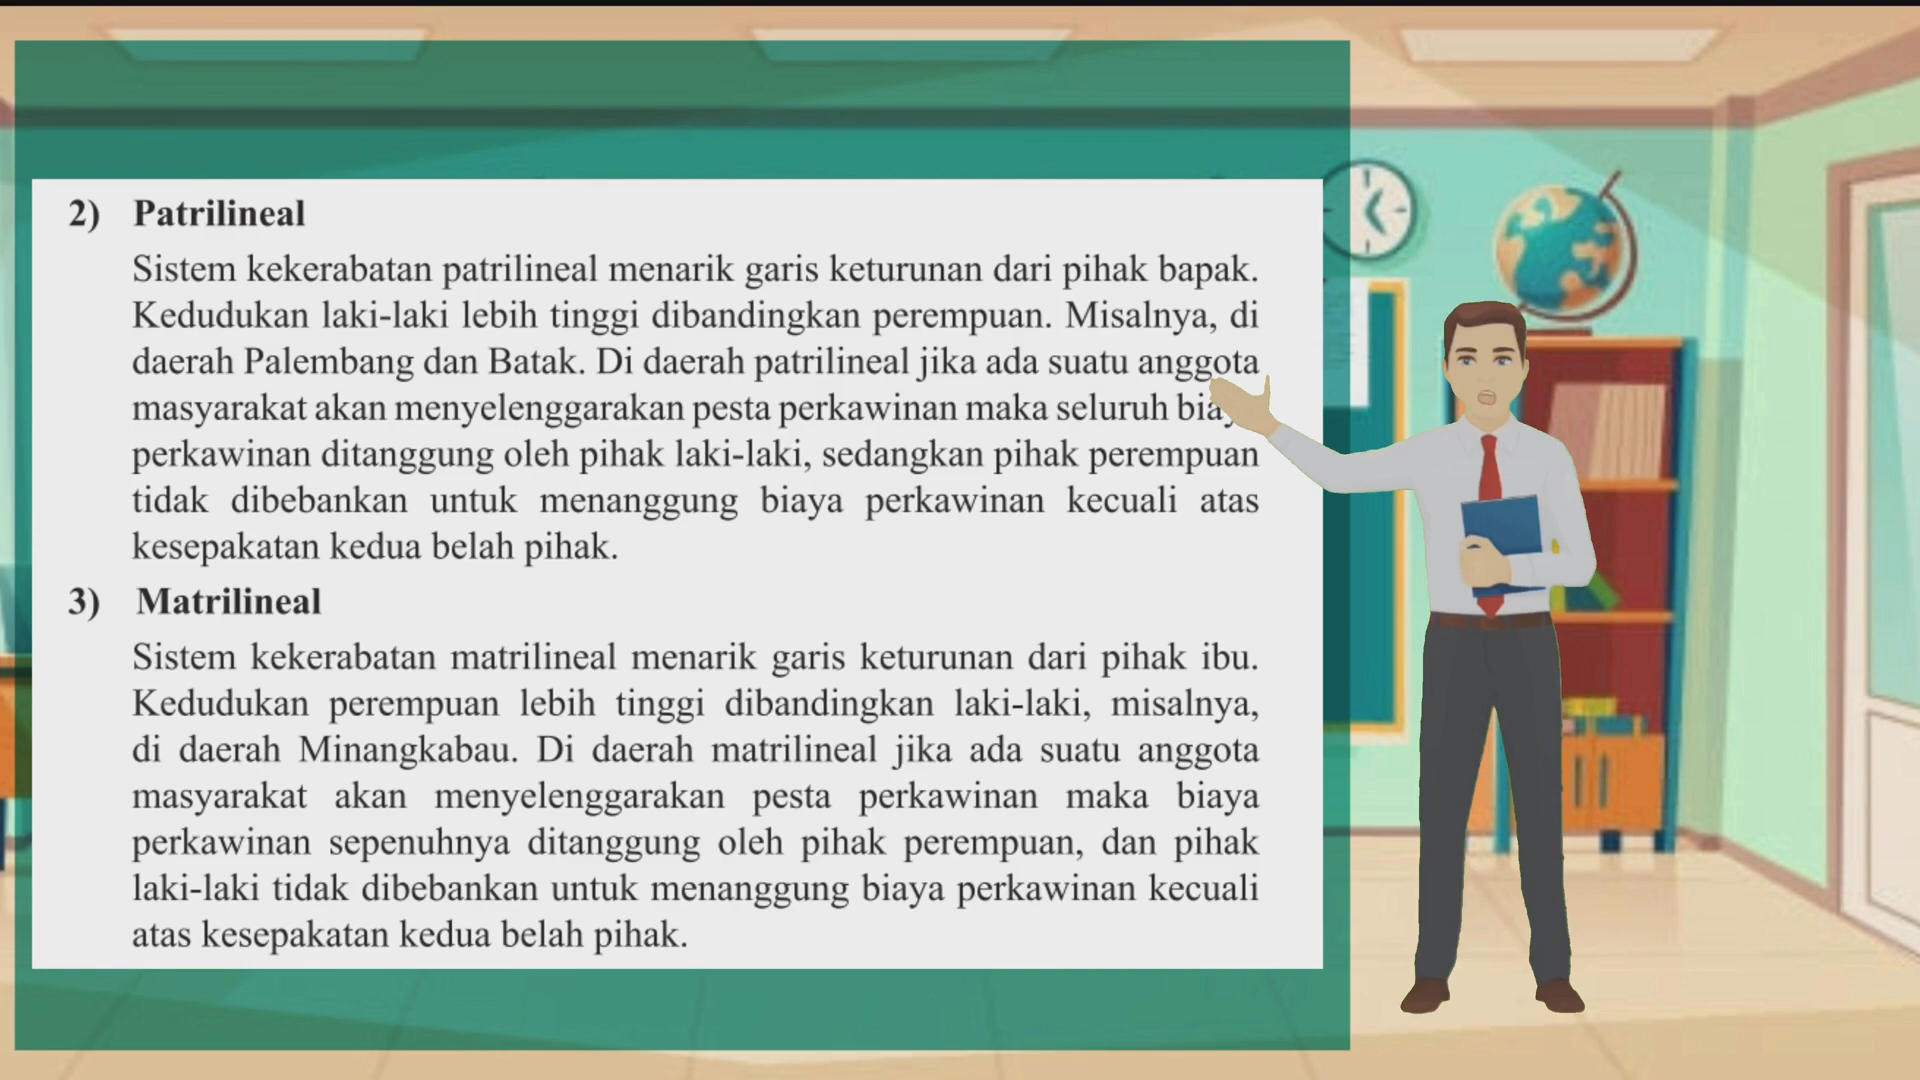 2) Patrilineal
Sistem kekerabatan patrilineal menarik garis keturunan dari pihak bapak.
Kedudukan laki-laki lebih tinggi dibandingkan perempuan. Misalnya, di
daerah Palembang dan Batak. Di daerah patrilineal jika ada suatu anggota
masyarakat akan menyelenggarakan pesta perkawinan maka seluruh
perkawinan ditanggung oleh pihak laki-laki, sedangkan pihak perempuan
tidak dibebankan untuk menanggung biaya perkawinan kecuali atas
kesepakatan kedua belah pihak.
3) Matrilineal
Sistem kekerabatan matrilineal menarik garis keturunan dari pihak ibu.
Kedudukan perempuan lebih tinggi dibandingkan laki-laki, misalnya,
di daerah Minangkabau. Di daerah matrilineal jika ada suatu anggota
masyarakat akan menyelenggarakan pesta perkawinan maka biaya
perkawinan sepenuhnya ditanggung oleh pihak perempuan, dan pihak
laki-laki tidak dibebankan untuk menanggung biaya perkawinan kecuali
atas kesepakatan kedua belah pihak.